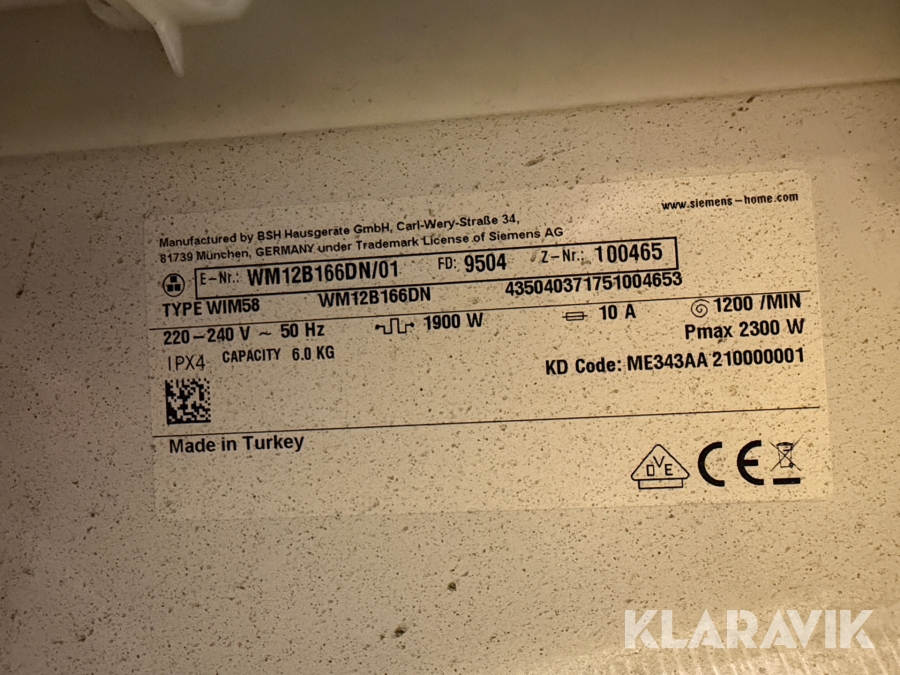 www.siemens-home.com
Manufactured by BSH Hausgeräte GmbH, Carl-Wery-Straße 34,
81739 München, GERMANY under Trademark License of Siemens AG
E-Nr.: WM12B166DN/01 FD: 9504 Z-Nr.: 100465
TYPE WIM58 WM12B166DN 435040371751004653
220-240 V ~ 50 Hz 1900 W 10 A 1200 /MIN
Pmax 2300 W
IPX4 CAPACITY 6.0 KG
KD Code: ME343AA 210000001
Made in Turkey
DVE CE
KLARAVIK